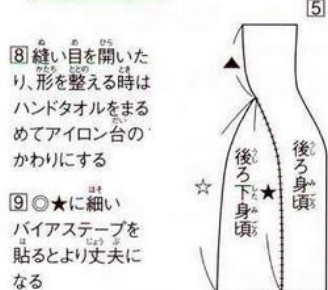 5
8 縫い目を開いた
り、形を整える時は
ハンドタオルをまる
めてアイロン台の
かわりにする
9 ◎★に細い
バイアステープを
貼るとより丈夫に
なる
▲
☆
★
後ろ下身頃
後ろ身頃